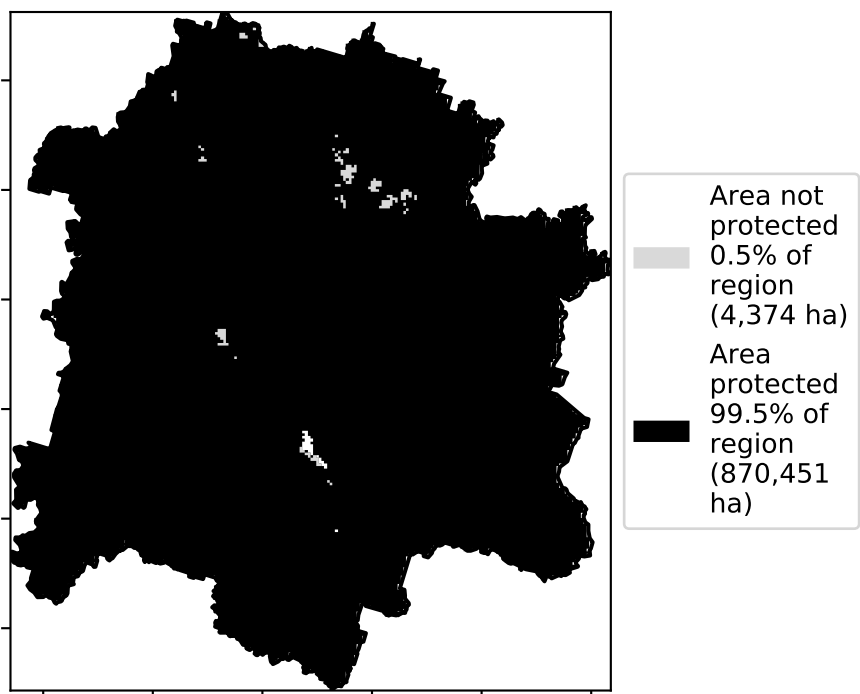 Area not
protected
0.5% of
region
(4,374 ha)
Area
protected
99.5% of
region
(870,451
ha)